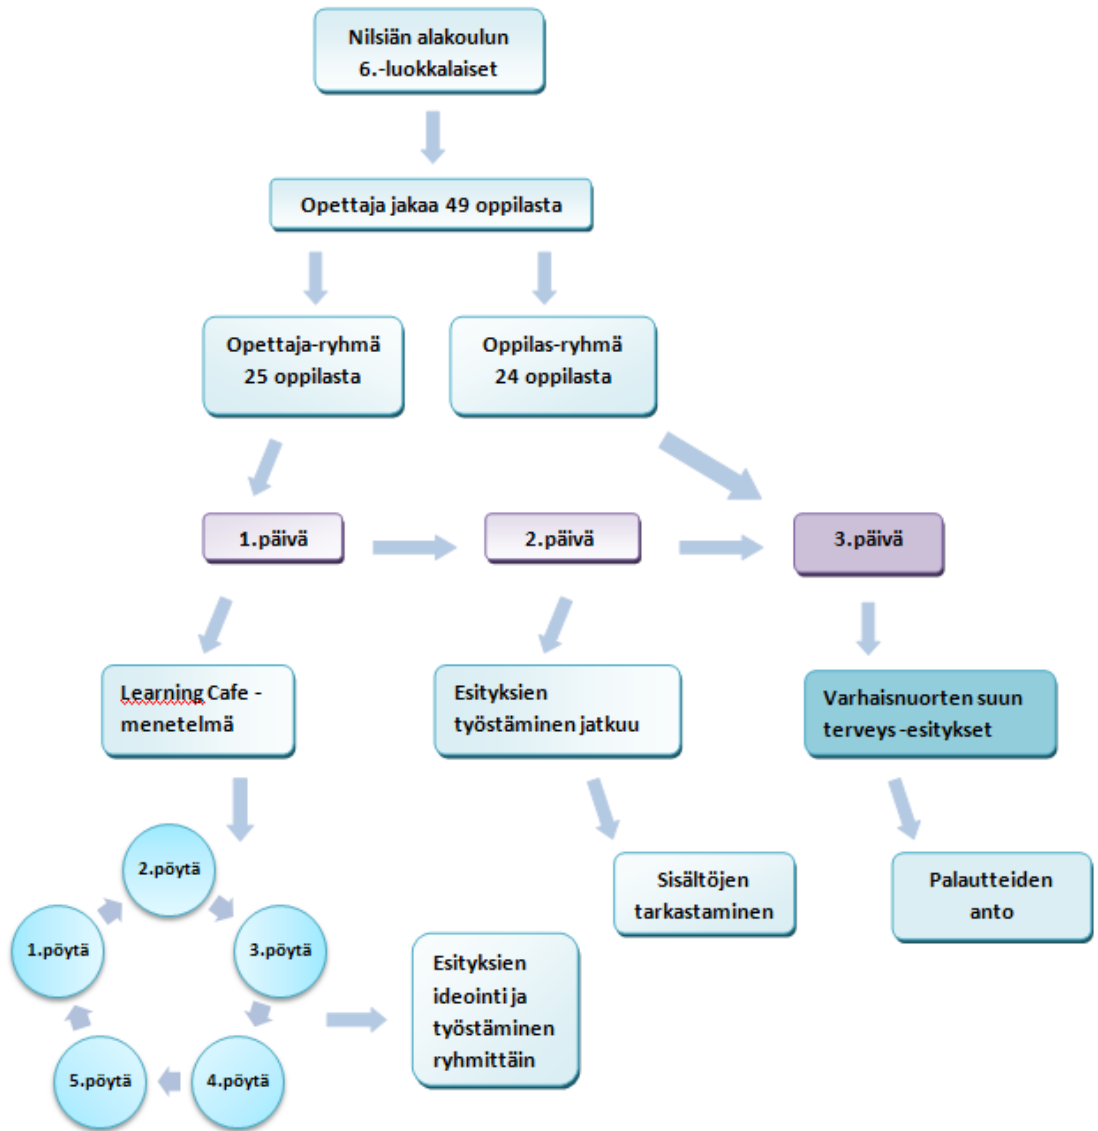 Nilsiän alakoulun
6.-luokkalaiset
Opettaja jakaa 49 oppilasta
Opettaja-ryhmä
25 oppilasta
Oppilas-ryhmä
24 oppilasta
1.päivä
2.päivä
3.päivä
Learning Cafe -
menetelmä
Esityksien
työstäminen jatkuu
Varhaisnuorten suun
terveys -esitykset
2.pöytä
1.pöytä
3.pöytä
5.pöytä
4.pöytä
Esityksien
ideointi ja
työstäminen
ryhmittäin
Sisältöjen
tarkastaminen
Palautteiden
anto